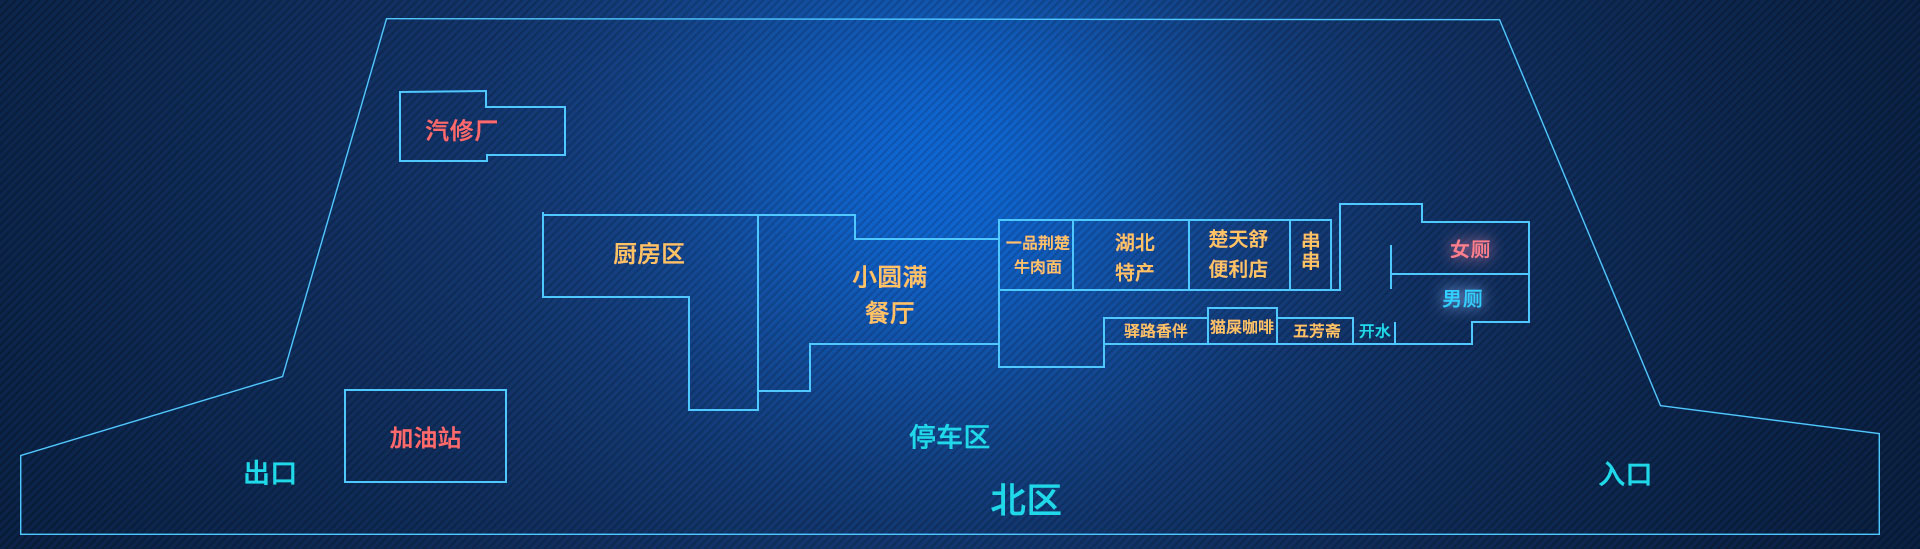 汽修厂
厨房区
小圆满
餐厅
一品荆楚
牛肉面
湖北
特产
楚天舒
便利店
串
串
女厕
男厕
驿路香伴
猫屎咖啡
五芳斋
开水
加油站
停车区
出口
入口
北区